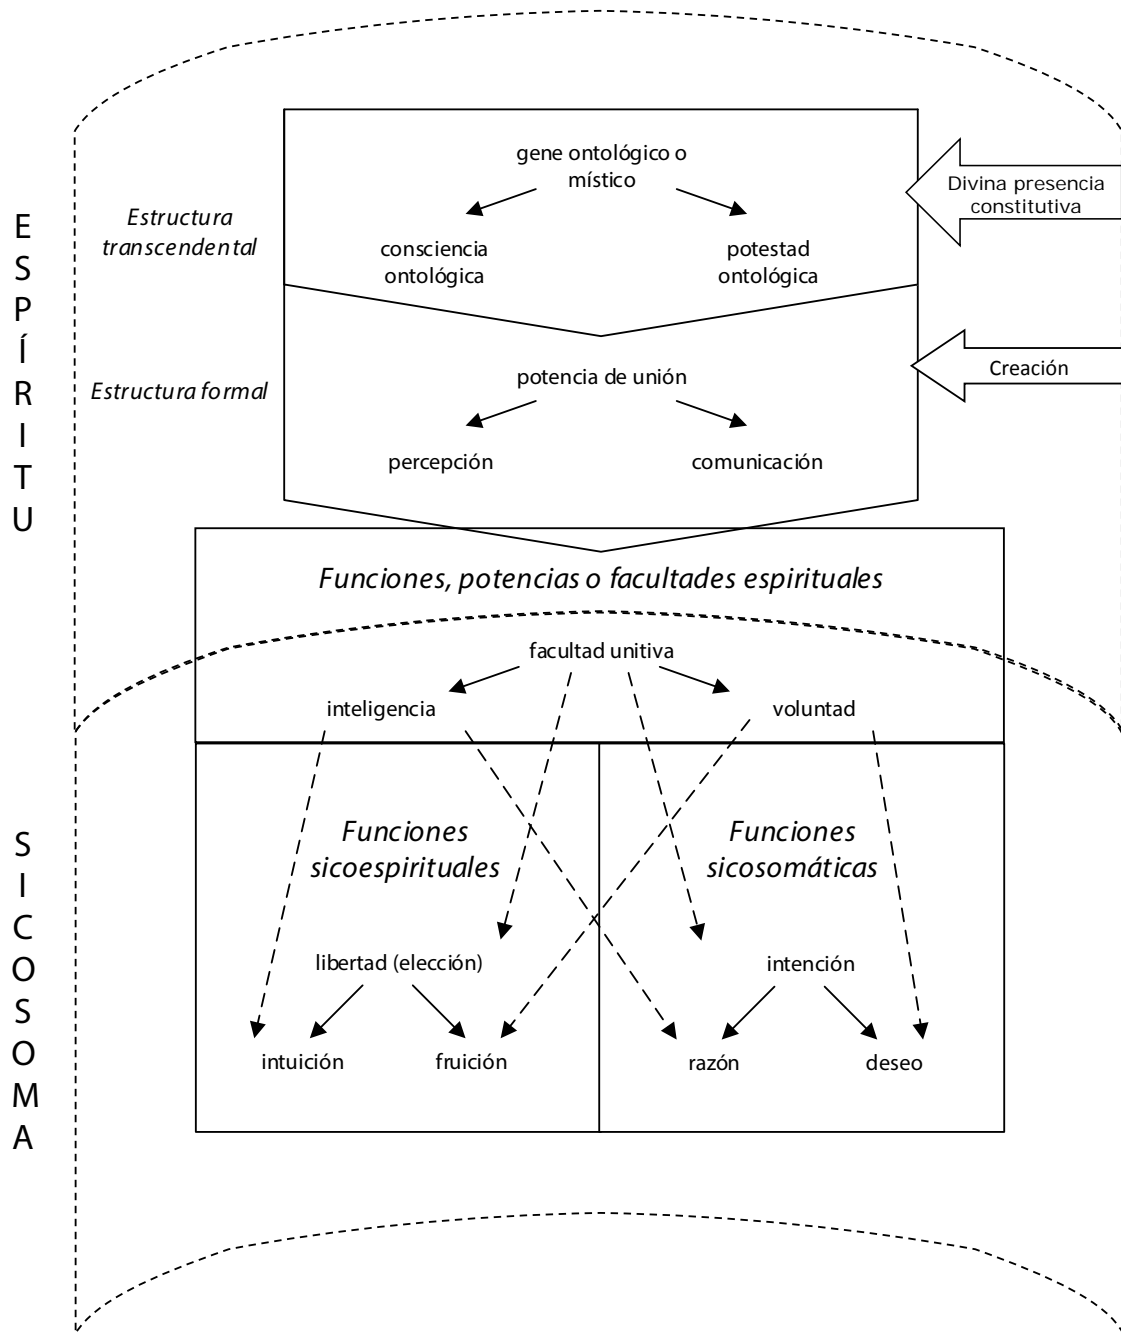 gene ontológico o
místico
Divina presencia
constitutiva
Estructura
transcendental
consciencia
ontológica
potestad
ontológica
ESPÍRITU
Estructura formal
potencia de unión
Creación
percepción
comunicación
Funciones, potencias o facultades espirituales
facultad unitiva
inteligencia
voluntad
SICOSOMA
Funciones
sicoespirituales
Funciones
sicosomáticas
libertad (elección)
intención
intuición
fruición
razón
deseo